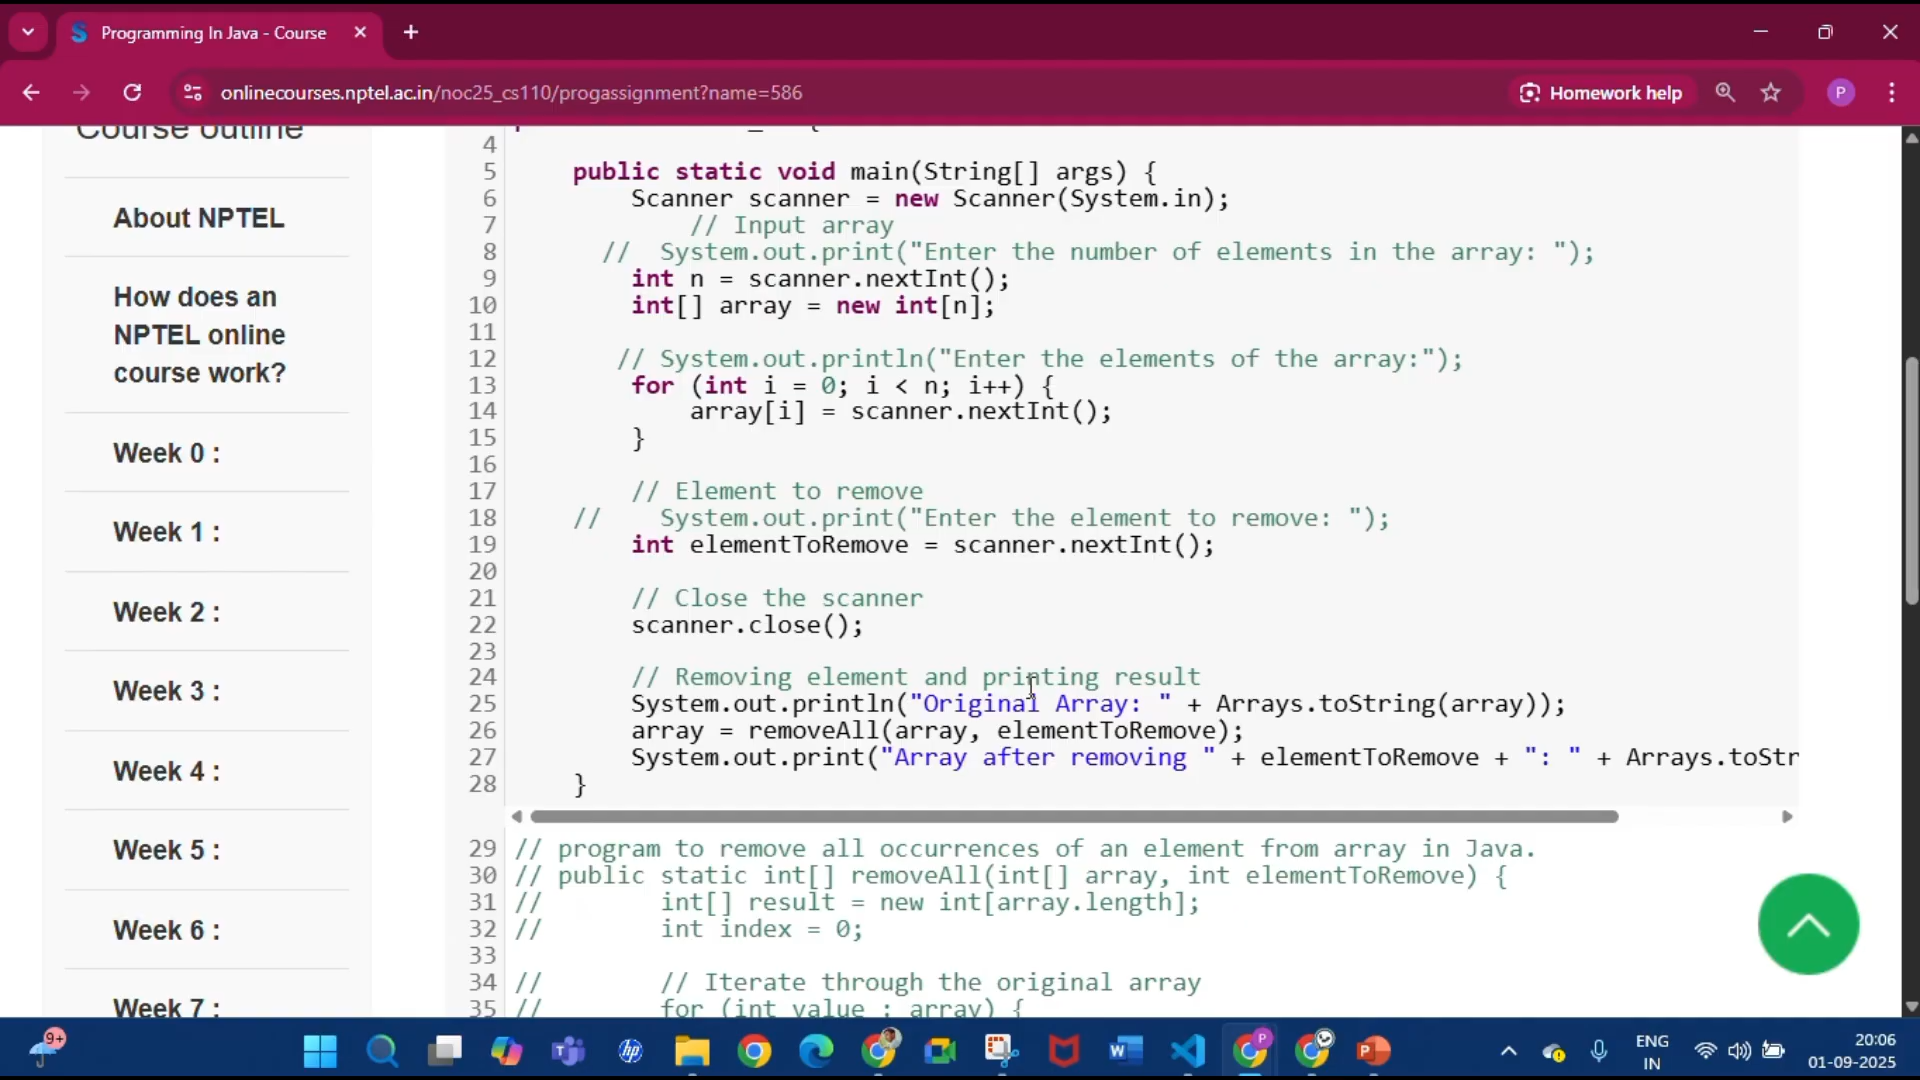 Programming In Java - Course
onlinecourses.nptel.ac.in/noc25_cs110/progassignment?name=586
Homework help
P
Course outline
About NPTEL
How does an
NPTEL online
course work?
Week 0 :
Week 1 :
Week 2 :
Week 3 :
Week 4 :
Week 5 :
Week 6 :
Week 7 :
4
5 public static void main(String[] args) {
6 Scanner scanner = new Scanner(System.in);
7 // Input array
8 // System.out.print("Enter the number of elements in the array: ");
9 int n = scanner.nextInt();
10 int[] array = new int[n];
11
12 // System.out.println("Enter the elements of the array:");
13 for (int i = 0; i < n; i++) {
14 array[i] = scanner.nextInt();
15 }
16
17 // Element to remove
18 // System.out.print("Enter the element to remove: ");
19 int elementToRemove = scanner.nextInt();
20
21 // Close the scanner
22 scanner.close();
23
24 // Removing element and printing result
25 System.out.println("Original Array: " + Arrays.toString(array));
26 array = removeAll(array, elementToRemove);
27 System.out.print("Array after removing " + elementToRemove + ": " + Arrays.toStr
28 }
29 // program to remove all occurrences of an element from array in Java.
30 // public static int[] removeAll(int[] array, int elementToRemove) {
31 // int[] result = new int[array.length];
32 // int index = 0;
33
34 // // Iterate through the original array
35 // for (int value : array) {
9+
ENG
IN
20:06
01-09-2025